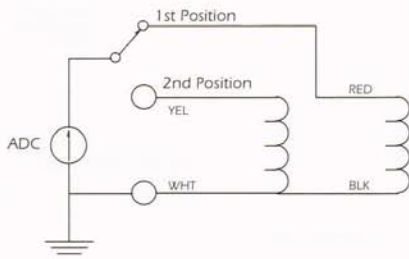 1st Position
2nd Position
YEL
RED
ADC
WHT
BLK